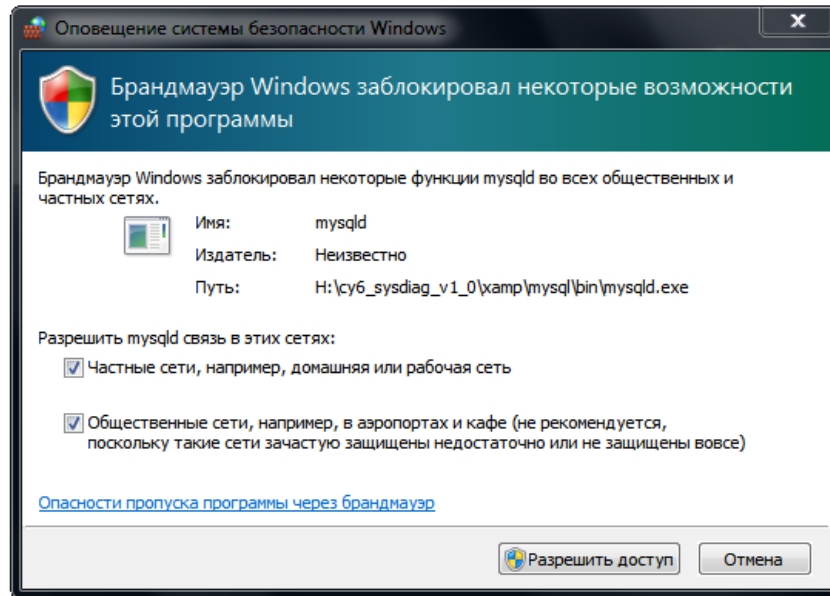 Оповещение системы безопасности Windows
Брандмауэр Windows заблокировал некоторые возможности
этой программы
Брандмауэр Windows заблокировал некоторые функции mysqld во всех общественных и
частных сетях.
Имя: mysqld
Издатель: Неизвестно
Путь: H:\cy6_sysdiag_v1_0\xamp\mysql\bin\mysqld.exe
Разрешить mysqld связь в этих сетях:
Частные сети, например, домашняя или рабочая сеть
Общественные сети, например, в аэропортах и кафе (не рекомендуется,
поскольку такие сети зачастую защищены недостаточно или не защищены вовсе)
Опасности пропуска программы через брандмауэр
Разрешить доступ Отмена